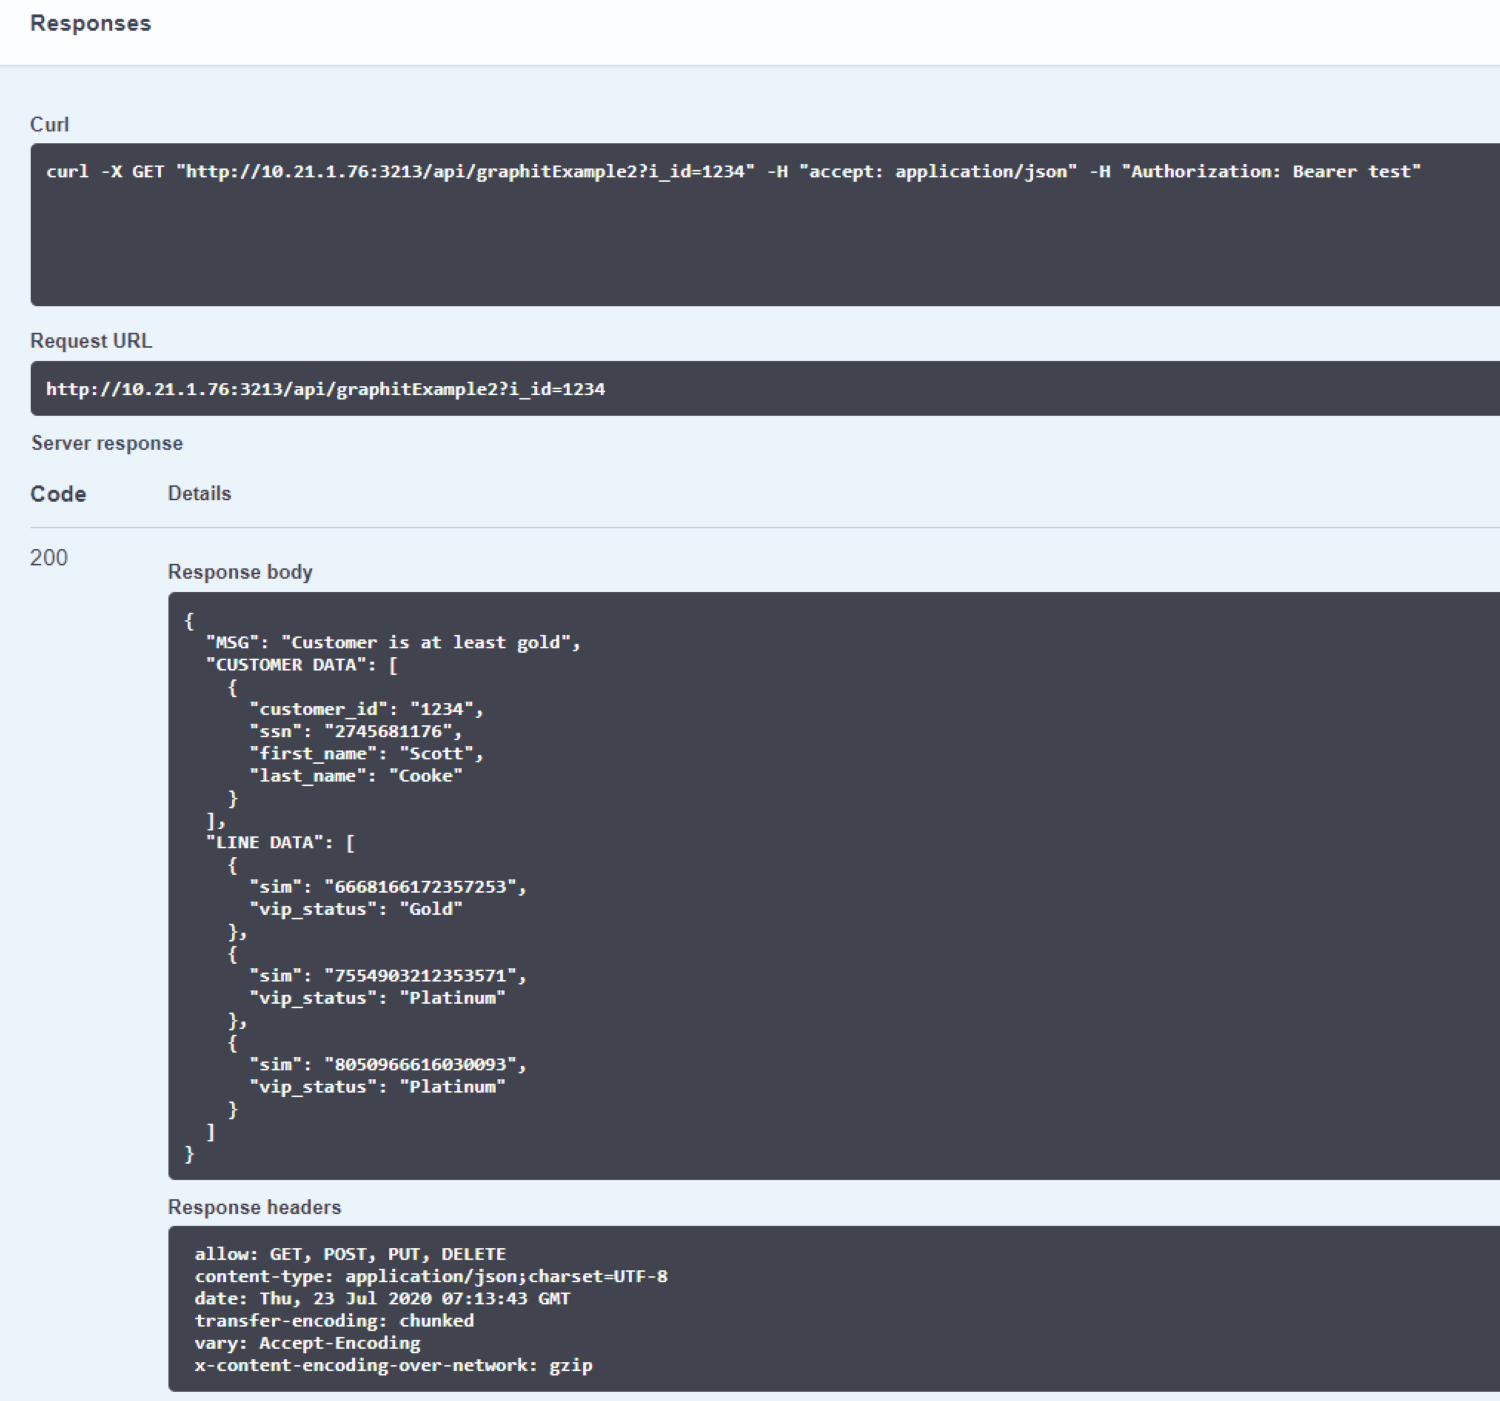 Responses
Curl
curl -X GET "http://10.21.1.76:3213/api/graphitExample2?i_id=1234" -H "accept: application/json" -H "Authorization: Bearer test"
Request URL
http://10.21.1.76:3213/api/graphitExample2?i_id=1234
Server response
Code Details
200
Response body
{
  "MSG": "Customer is at least gold",
  "CUSTOMER DATA": [
    {
      "customer_id": "1234",
      "ssn": "2745681176",
      "first_name": "Scott",
      "last_name": "Cooke"
    }
  ],
  "LINE DATA": [
    {
      "sim": "6668166172357253",
      "vip_status": "Gold"
    },
    {
      "sim": "7554903212353571",
      "vip_status": "Platinum"
    },
    {
      "sim": "8050966616030093",
      "vip_status": "Platinum"
    }
  ]
}
Response headers
allow: GET, POST, PUT, DELETE
content-type: application/json;charset=UTF-8
date: Thu, 23 Jul 2020 07:13:43 GMT
transfer-encoding: chunked
vary: Accept-Encoding
x-content-encoding-over-network: gzip